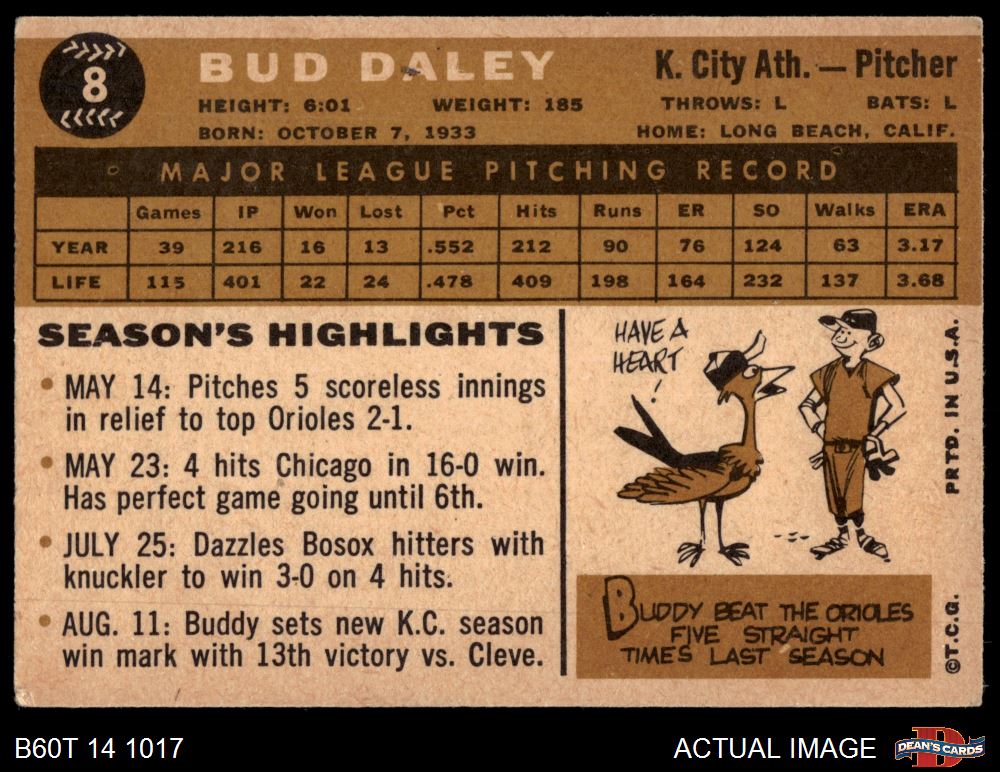 8
BUD DALEY
K. City Ath. — Pitcher
HEIGHT: 6:01 WEIGHT: 185 THROWS: L BATS: L
BORN: OCTOBER 7, 1933 HOME: LONG BEACH, CALIF.
MAJOR LEAGUE PITCHING RECORD
Games IP Won Lost Pct Hits Runs ER SO Walks ERA
YEAR 39 216 16 13 .552 212 90 76 124 63 3.17
LIFE 115 401 22 24 .478 409 198 164 232 137 3.68
SEASON'S HIGHLIGHTS
• MAY 14: Pitches 5 scoreless innings
in relief to top Orioles 2-1.
• MAY 23: 4 hits Chicago in 16-0 win.
Has perfect game going until 6th.
• JULY 25: Dazzles Bosox hitters with
knuckler to win 3-0 on 4 hits.
• AUG. 11: Buddy sets new K.C. season
win mark with 13th victory vs. Cleve.
HAVE A
HEART
!
BUDDY BEAT THE ORIOLES
FIVE STRAIGHT
TIMES LAST SEASON
PRTD. IN U.S.A.
©T.C.G.
B60T 14 1017
ACTUAL IMAGE
D
DEAN'S CARDS